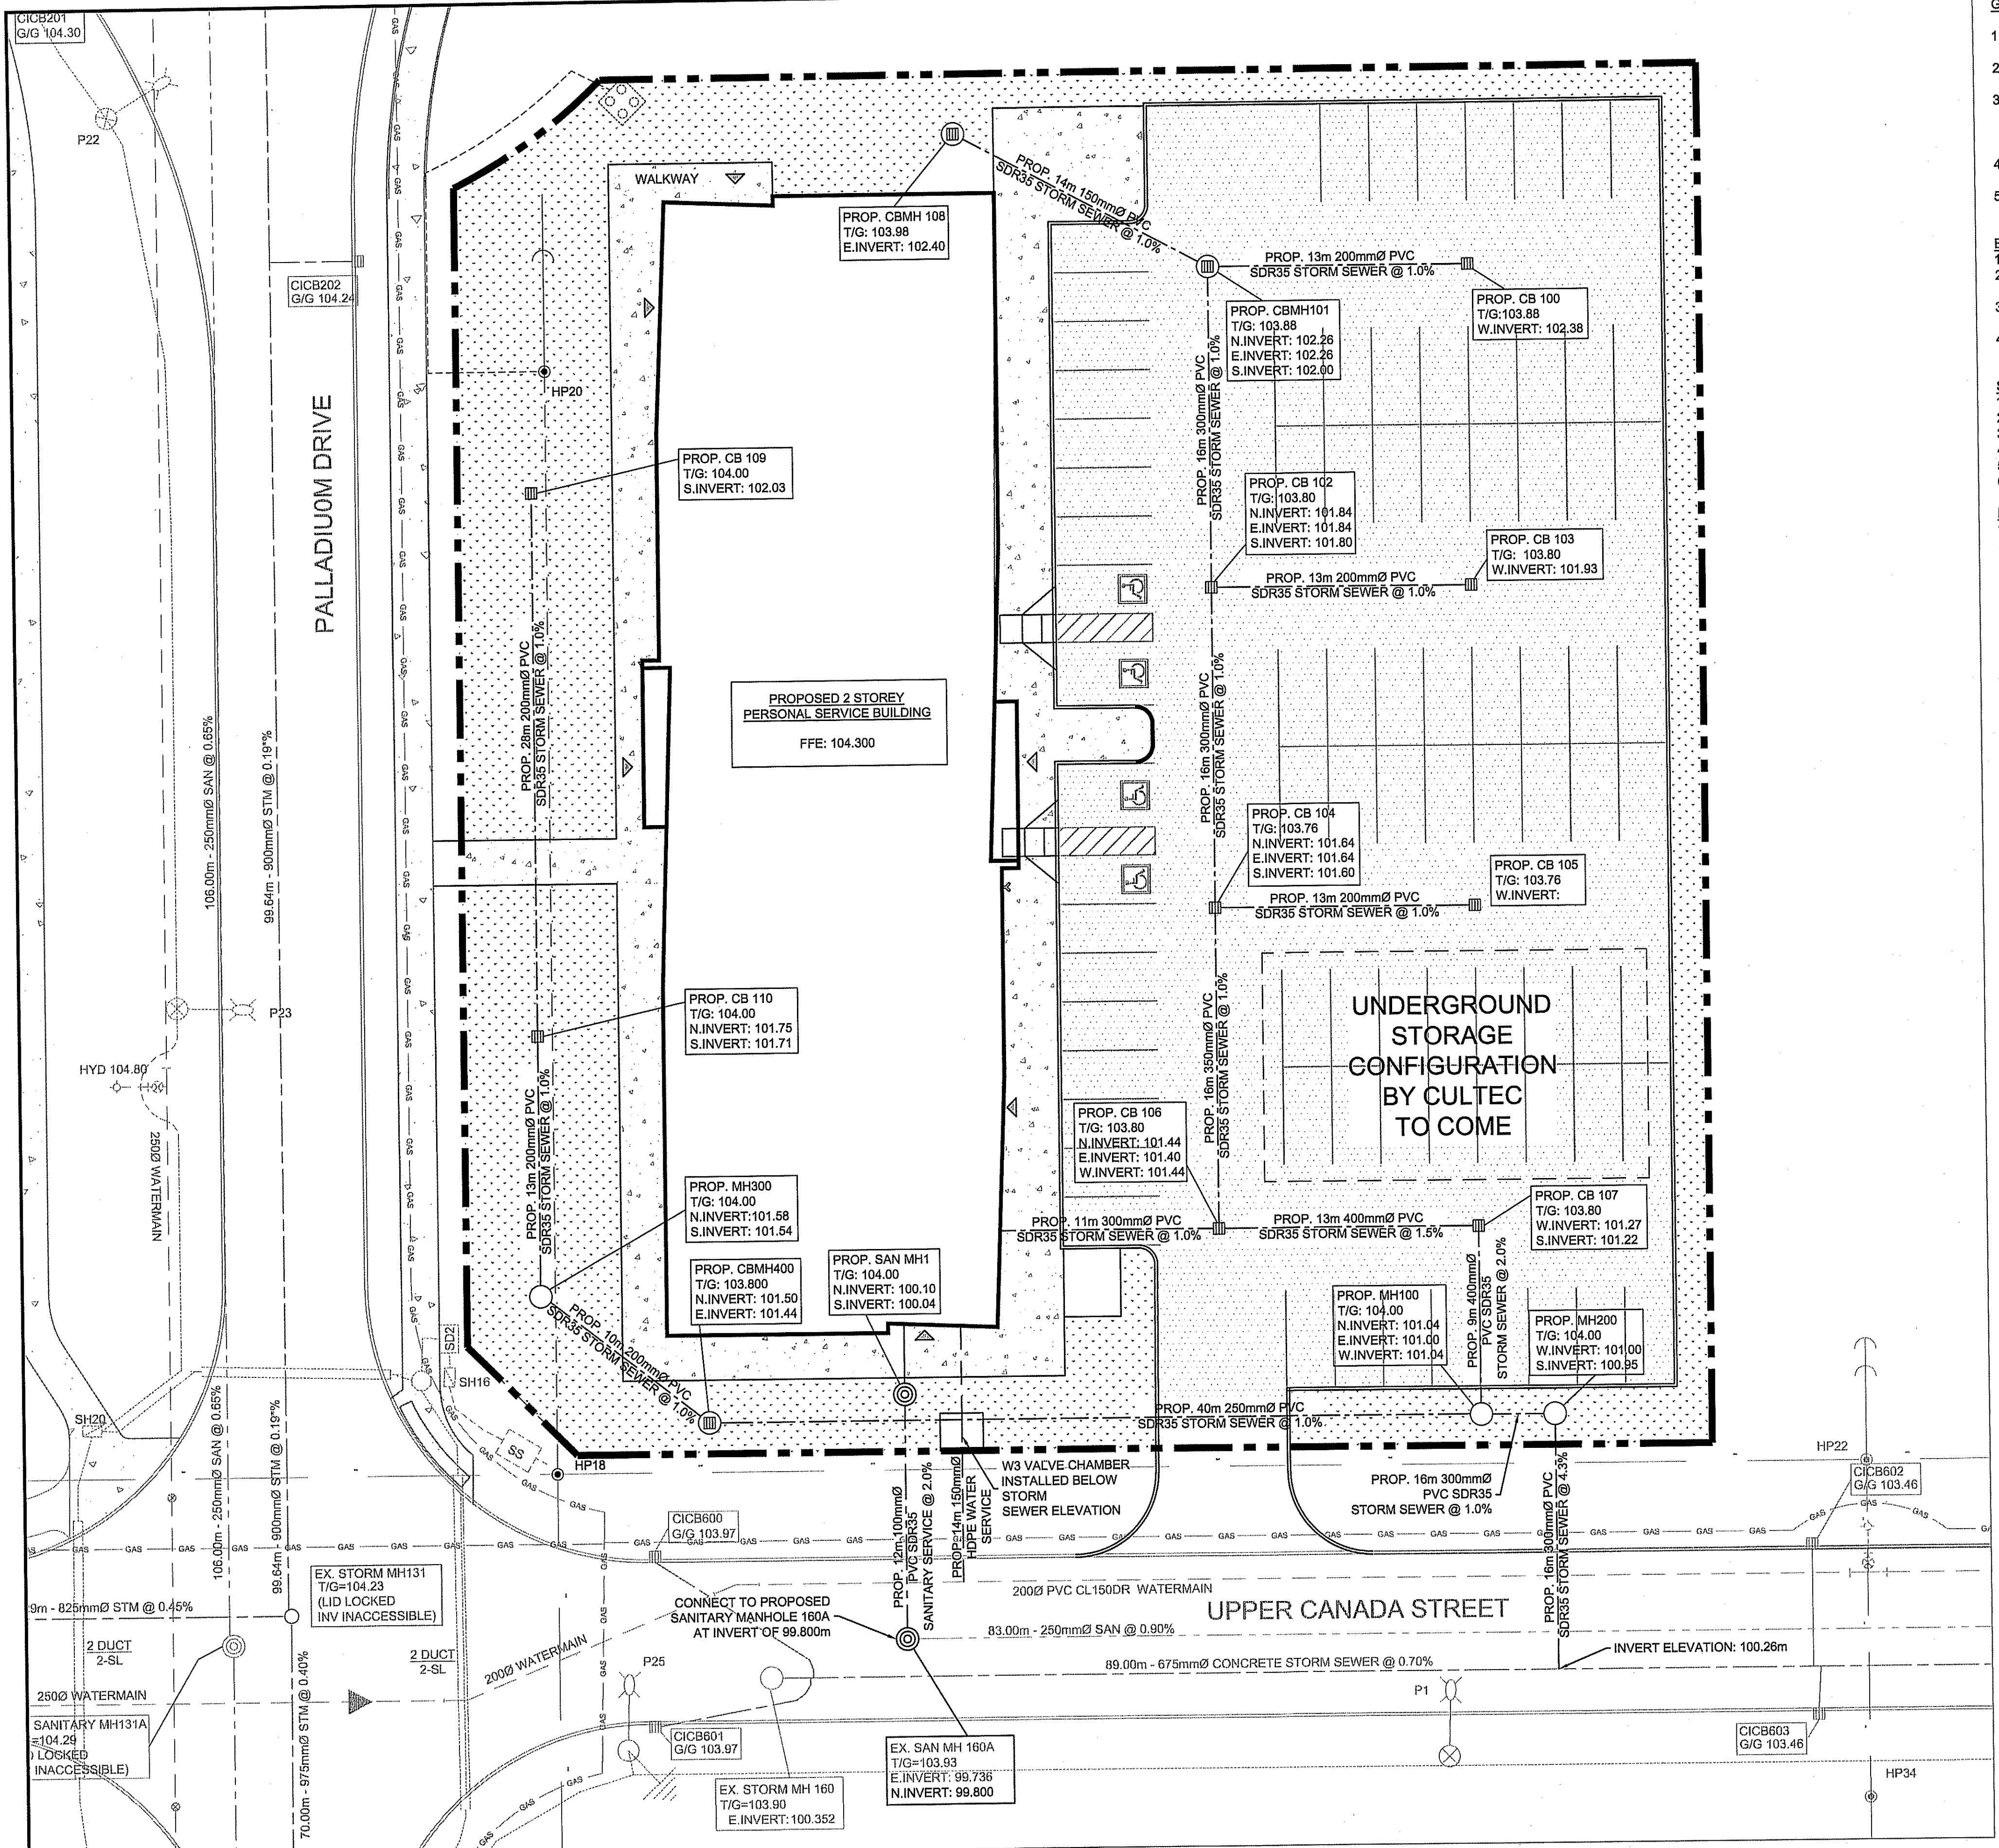 CICB201
G/G 104.30
P22
WALKWAY
PROP. CBMH 108
T/G: 103.98
E.INVERT: 102.40
PROP. 14m 150mmØ PVC
SDR35 STORM SEWER @ 1.0%
PROP. 13m 200mmØ PVC
SDR35 STORM SEWER @ 1.0%
CICB202
G/G 104.24
PROP. CBMH101
T/G: 103.88
N.INVERT: 102.26
E.INVERT: 102.26
S.INVERT: 102.00
PROP. CB 100
T/G:103.88
W.INVERT: 102.38
HP20
PALLADIU0M DRIVE
PROP. 16m 300mmØ PVC
SDR35 STORM SEWER @ 1.0%
PROP. CB 109
T/G: 104.00
S.INVERT: 102.03
PROP. CB 102
T/G: 103.80
N.INVERT: 101.84
E.INVERT: 101.84
S.INVERT: 101.80
PROP. CB 103
T/G: 103.80
W.INVERT: 101.93
PROP. 13m 200mmØ PVC
SDR35 STORM SEWER @ 1.0%
PROP. 28m 200mmØ PVC
SDR35 STORM SEWER @ 1.0%
PROPOSED 2 STOREY
PERSONAL SERVICE BUILDING
FFE: 104.300
PROP. 16m 300mmØ PVC
SDR35 STORM SEWER @ 1.0%
106.00m - 250mmØ SAN @ 0.65%
99.64m - 900mmØ STM @ 0.19*%
PROP. CB 104
T/G: 103.76
N.INVERT: 101.64
E.INVERT: 101.64
S.INVERT: 101.60
PROP. CB 105
T/G: 103.76
W.INVERT:
PROP. 13m 200mmØ PVC
SDR35 STORM SEWER @ 1.0%
PROP. CB 110
T/G: 104.00
N.INVERT: 101.75
S.INVERT: 101.71
P23
HYD 104.80
250Ø WATERMAIN
PROP. 16m 350mmØ PVC
SDR35 STORM SEWER @ 1.0%
UNDERGROUND
STORAGE
CONFIGURATION
BY CULTEC
TO COME
PROP. CB 106
T/G: 103.80
N.INVERT: 101.44
E.INVERT: 101.40
W.INVERT: 101.44
PROP. 13m 200mmØ PVC
SDR35 STORM SEWER @ 1.0%
PROP. MH300
T/G: 104.00
N.INVERT:101.58
S.INVERT: 101.54
PROP. CB 107
T/G: 103.80
W.INVERT: 101.27
S.INVERT: 101.22
PROP. 11m 300mmØ PVC
SDR35 STORM SEWER @ 1.0%
PROP. 13m 400mmØ PVC
SDR35 STORM SEWER @ 1.5%
PROP. CBMH400
T/G: 103.800
N.INVERT: 101.50
E.INVERT: 101.44
PROP. SAN MH1
T/G: 104.00
N.INVERT: 100.10
S.INVERT: 100.04
PROP. MH100
T/G: 104.00
N.INVERT: 101.04
E.INVERT: 101.00
W.INVERT: 101.04
PROP. 9m 400mmØ
PVC SDR35
STORM SEWER @ 2.0%
PROP. MH200
T/G: 104.00
W.INVERT: 101.00
S.INVERT: 100.95
PROP. 10m 200mmØ PVC
SDR35 STORM SEWER @ 1.0%
SD2
SH16
SH20
SS
HP18
PROP. 40m 250mmØ PVC
SDR35 STORM SEWER @ 1.0%
106.00m - 250mmØ SAN @ 0.65%
99.64m - 900mmØ STM @ 0.19*%
W3 VALVE CHAMBER
INSTALLED BELOW
STORM
SEWER ELEVATION
PROP. 16m 300mmØ
PVC SDR35
STORM SEWER @ 1.0%
HP22
CICB602
G/G 103.46
CICB600
G/G 103.97
PROP. 12m 100mmØ
PVC SDR35
SANITARY SERVICE @ 2.0%
PROP. 14m 150mmØ
HDPE WATER
SERVICE
PROP. 16m 300mmØ PVC
SDR35 STORM SEWER @ 4.3%
GAS GAS GAS GAS GAS GAS GAS GAS GAS GAS GAS GAS
EX. STORM MH131
T/G=104.23
(LID LOCKED
INV INACCESSIBLE)
9m - 825mmØ STM @ 0.45%
2 DUCT
2-SL
2 DUCT
2-SL
200Ø WATERMAIN
CONNECT TO PROPOSED
SANITARY MANHOLE 160A
AT INVERT OF 99.800m
200Ø PVC CL150DR WATERMAIN
UPPER CANADA STREET
83.00m - 250mmØ SAN @ 0.90%
INVERT ELEVATION: 100.26m
89.00m - 675mmØ CONCRETE STORM SEWER @ 0.70%
P25
P1
250Ø WATERMAIN
SANITARY MH131A
=104.29
LOCKED
INACCESSIBLE)
70.00m - 975mmØ STM @ 0.40%
CICB601
G/G 103.97
EX. SAN MH 160A
T/G=103.93
E.INVERT: 99.736
N.INVERT: 99.800
CICB603
G/G 103.46
EX. STORM MH 160
T/G=103.90
E.INVERT: 100.352
HP34